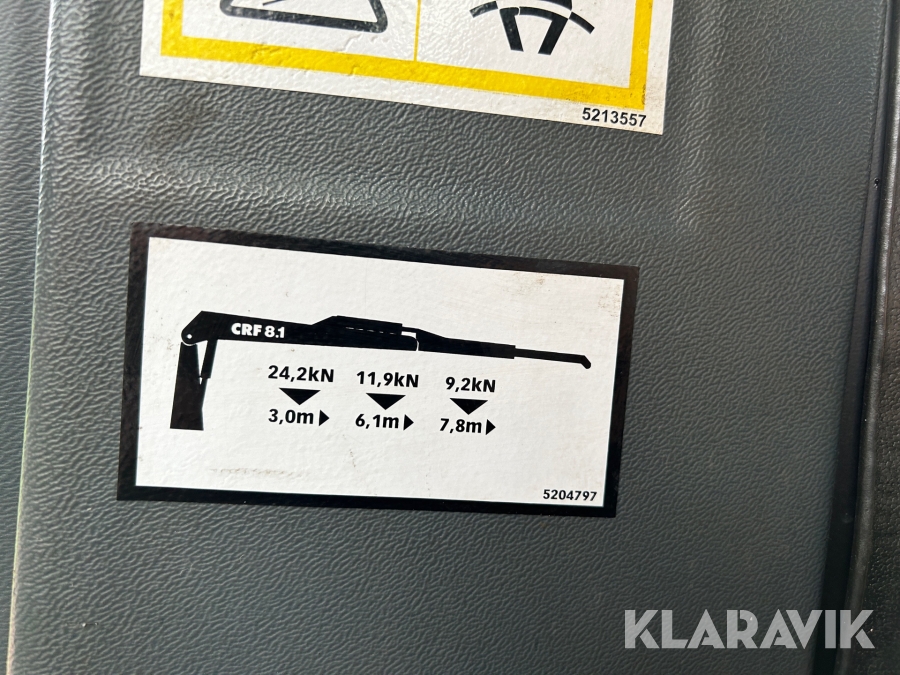 5213557
CRF 8.1
24,2kN 11,9kN 9,2kN
3,0m 6,1m 7,8m
5204797
KLARAVIK